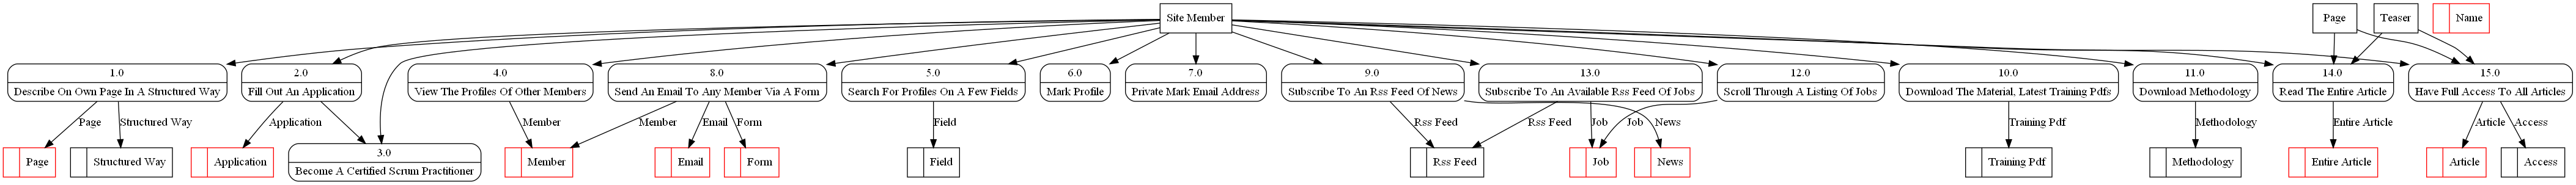 Site Member
Page
Teaser
Name
1.0
Describe On Own Page In A Structured Way
2.0
Fill Out An Application
4.0
View The Profiles Of Other Members
8.0
Send An Email To Any Member Via A Form
5.0
Search For Profiles On A Few Fields
6.0
Mark Profile
7.0
Private Mark Email Address
9.0
Subscribe To An Rss Feed Of News
13.0
Subscribe To An Available Rss Feed Of Jobs
12.0
Scroll Through A Listing Of Jobs
10.0
Download The Material, Latest Training Pdfs
11.0
Download Methodology
14.0
Read The Entire Article
15.0
Have Full Access To All Articles
Page
Structured Way
Application
Member
Member
Email
Form
Field
Rss Feed
Rss Feed
Job
Job
News
Training Pdf
Methodology
Entire Article
Article
Access
Page
Structured Way
Application
3.0
Become A Certified Scrum Practitioner
Member
Email
Form
Field
Rss Feed
Job
News
Training Pdf
Methodology
Entire Article
Article
Access